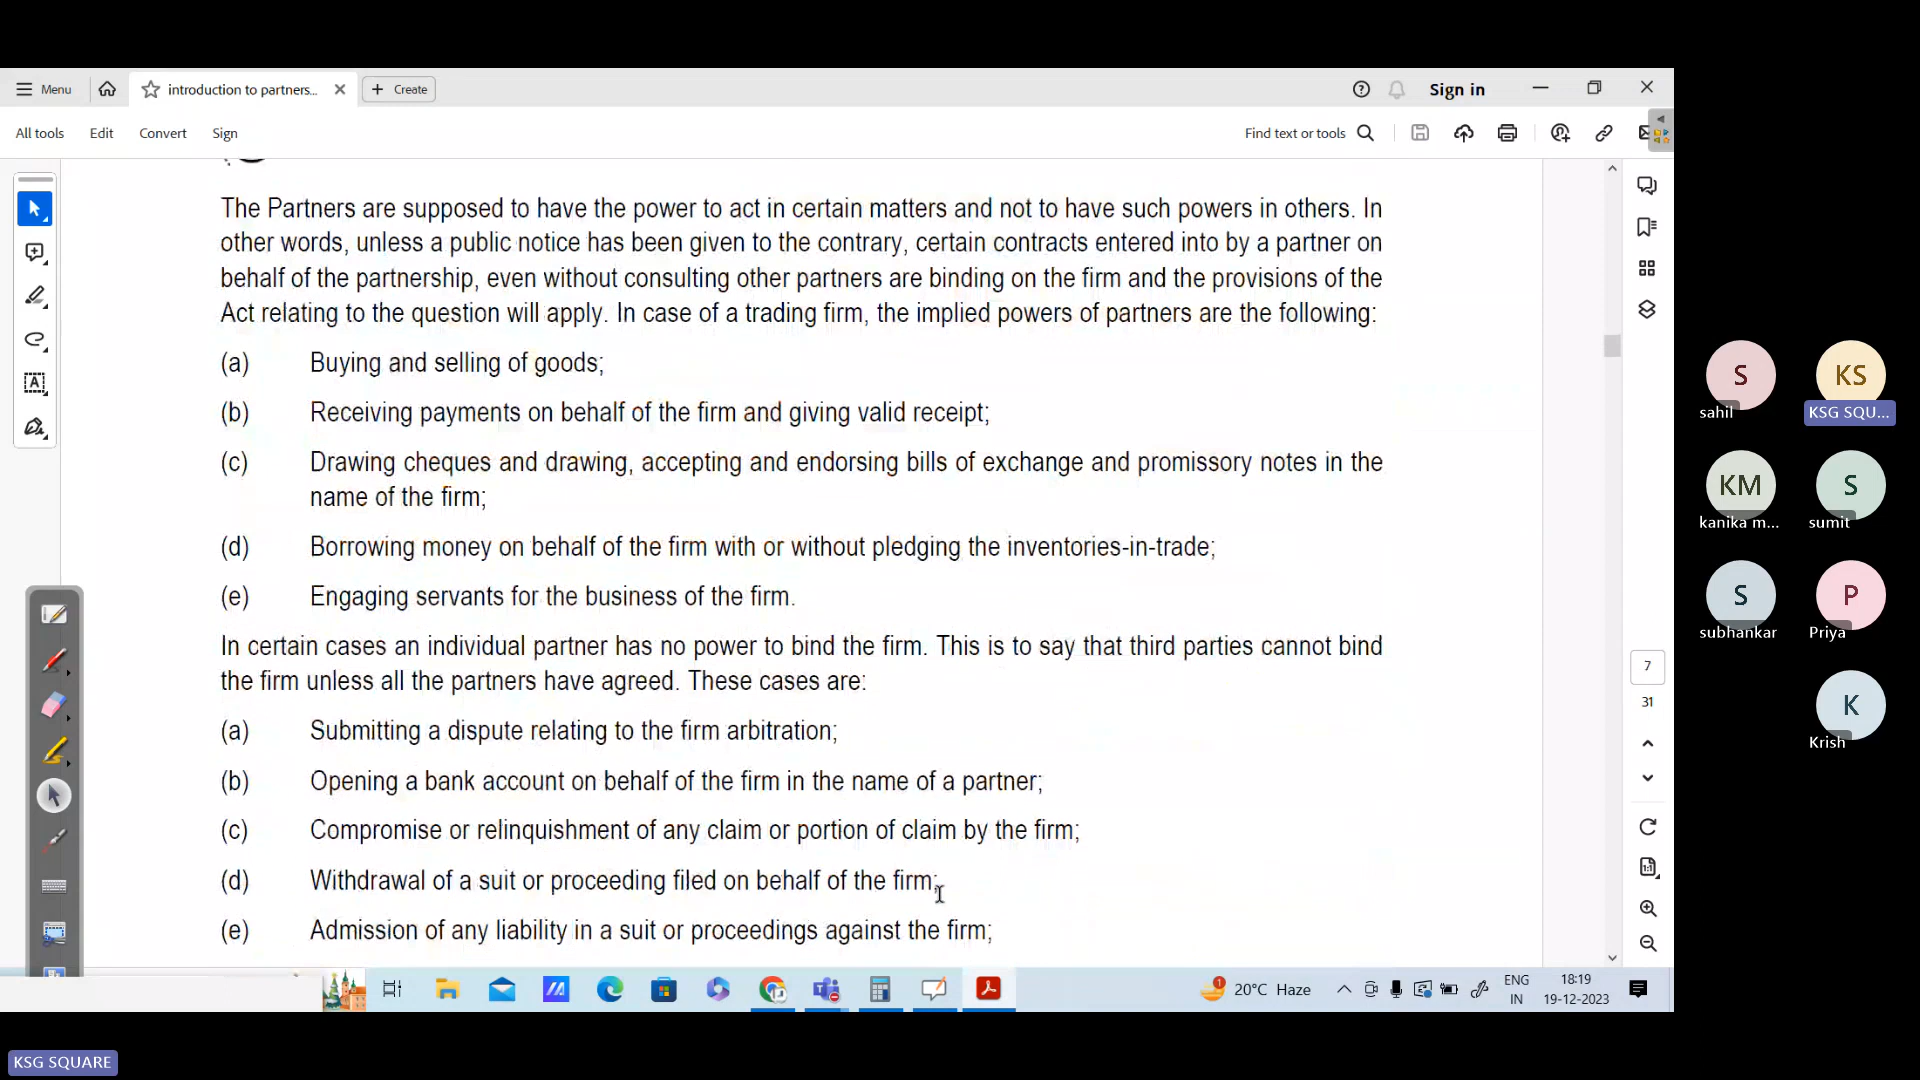 Menu
introduction to partners...
Create
Sign in
All tools
Edit
Convert
Sign
Find text or tools
The Partners are supposed to have the power to act in certain matters and not to have such powers in others. In
other words, unless a public notice has been given to the contrary, certain contracts entered into by a partner on
behalf of the partnership, even without consulting other partners are binding on the firm and the provisions of the
Act relating to the question will apply. In case of a trading firm, the implied powers of partners are the following:
(a) Buying and selling of goods;
(b) Receiving payments on behalf of the firm and giving valid receipt;
(c) Drawing cheques and drawing, accepting and endorsing bills of exchange and promissory notes in the
name of the firm;
(d) Borrowing money on behalf of the firm with or without pledging the inventories-in-trade;
(e) Engaging servants for the business of the firm.
In certain cases an individual partner has no power to bind the firm. This is to say that third parties cannot bind
the firm unless all the partners have agreed. These cases are:
(a) Submitting a dispute relating to the firm arbitration;
(b) Opening a bank account on behalf of the firm in the name of a partner;
(c) Compromise or relinquishment of any claim or portion of claim by the firm;
(d) Withdrawal of a suit or proceeding filed on behalf of the firm;
(e) Admission of any liability in a suit or proceedings against the firm;
7
31
1:1
S
sahil
KS
KSG SQU...
KM
kanika m...
S
sumit
S
subhankar
P
Priya
K
Krish
1
20°C Haze
ENG
IN
18:19
19-12-2023
KSG SQUARE